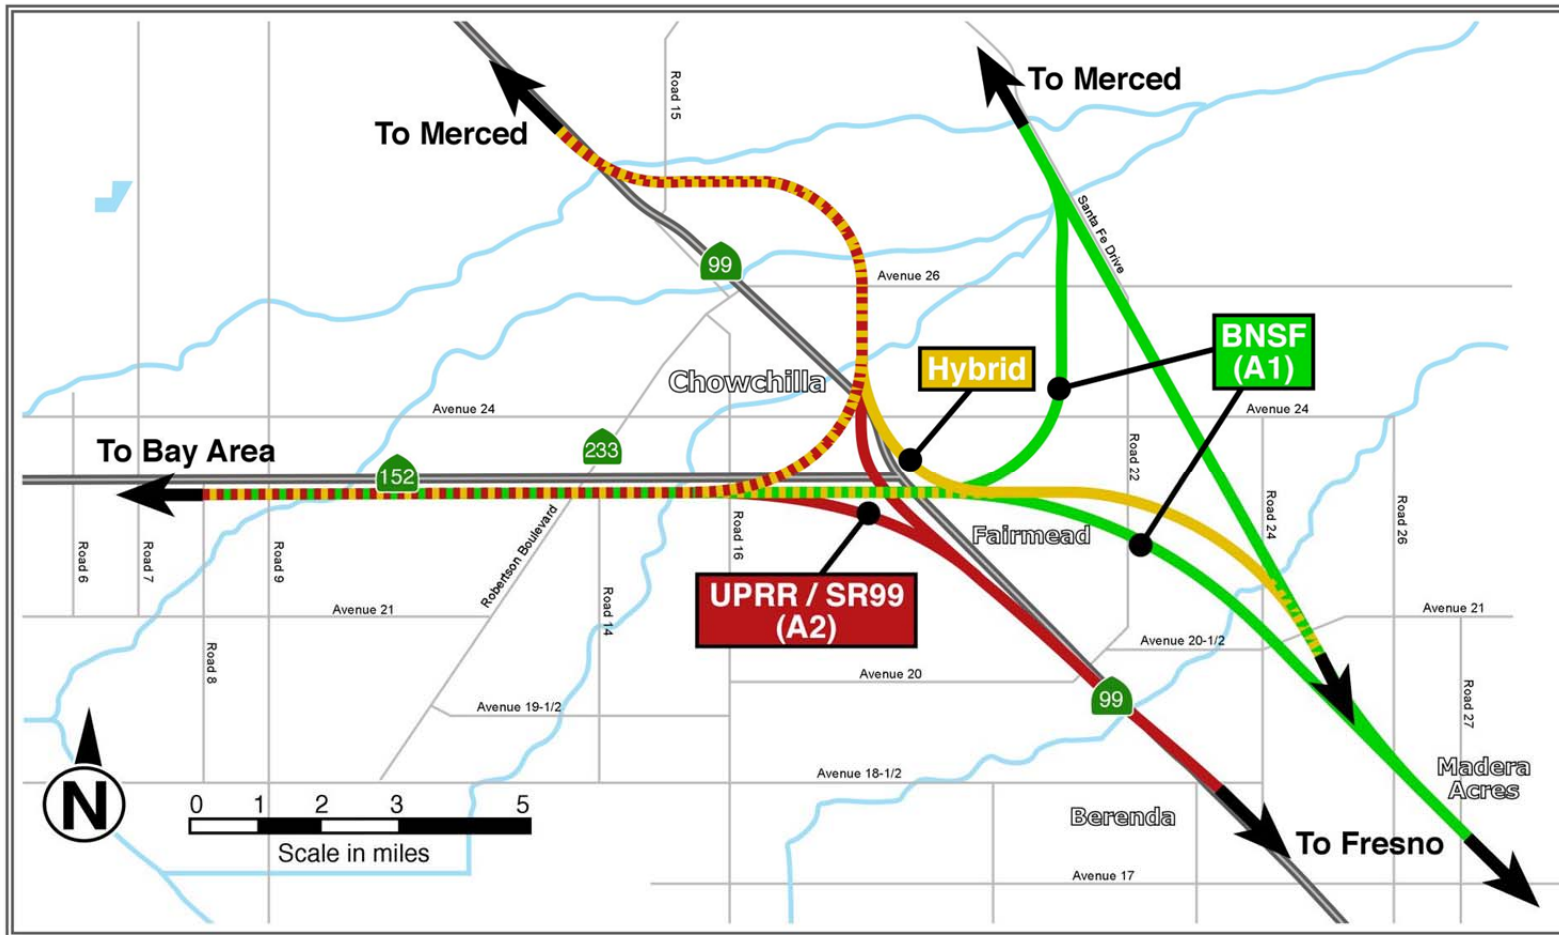 To Merced
To Merced
Road 15
Santa Fe Drive
99
Avenue 26
Chowchilla
Hybrid
BNSF
(A1)
Avenue 24
Avenue 24
To Bay Area
152
233
Road 22
Road 24
Road 26
Road 6
Road 7
Road 9
Robertson Boulevard
Road 16
Fairmead
UPRR / SR99
(A2)
Avenue 21
Road 14
Avenue 21
Road 8
Avenue 20-1/2
Avenue 20
99
Road 27
Avenue 19-1/2
Avenue 18-1/2
Madera
Acres
N
0 1 2 3 5
Scale in miles
Berenda
To Fresno
Avenue 17